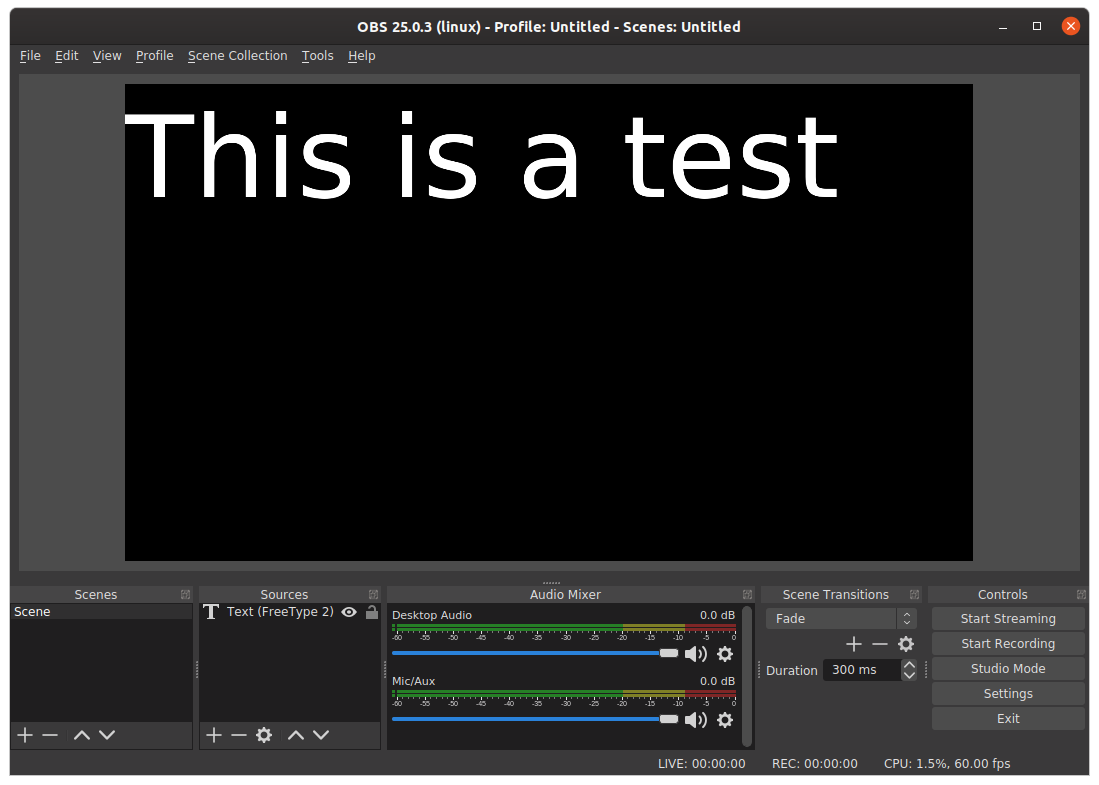 OBS 25.0.3 (linux) - Profile: Untitled - Scenes: Untitled
File Edit View Profile Scene Collection Tools Help
This is a test
Scenes
Scene
Sources
T Text (FreeType 2)
Audio Mixer
Desktop Audio 0.0 dB
-60 -55 -50 -45 -40 -35 -30 -25 -20 -15 -10 -5 0
Mic/Aux 0.0 dB
-60 -55 -50 -45 -40 -35 -30 -25 -20 -15 -10 -5 0
Scene Transitions
Fade
Duration 300 ms
Controls
Start Streaming
Start Recording
Studio Mode
Settings
Exit
LIVE: 00:00:00 REC: 00:00:00 CPU: 1.5%, 60.00 fps